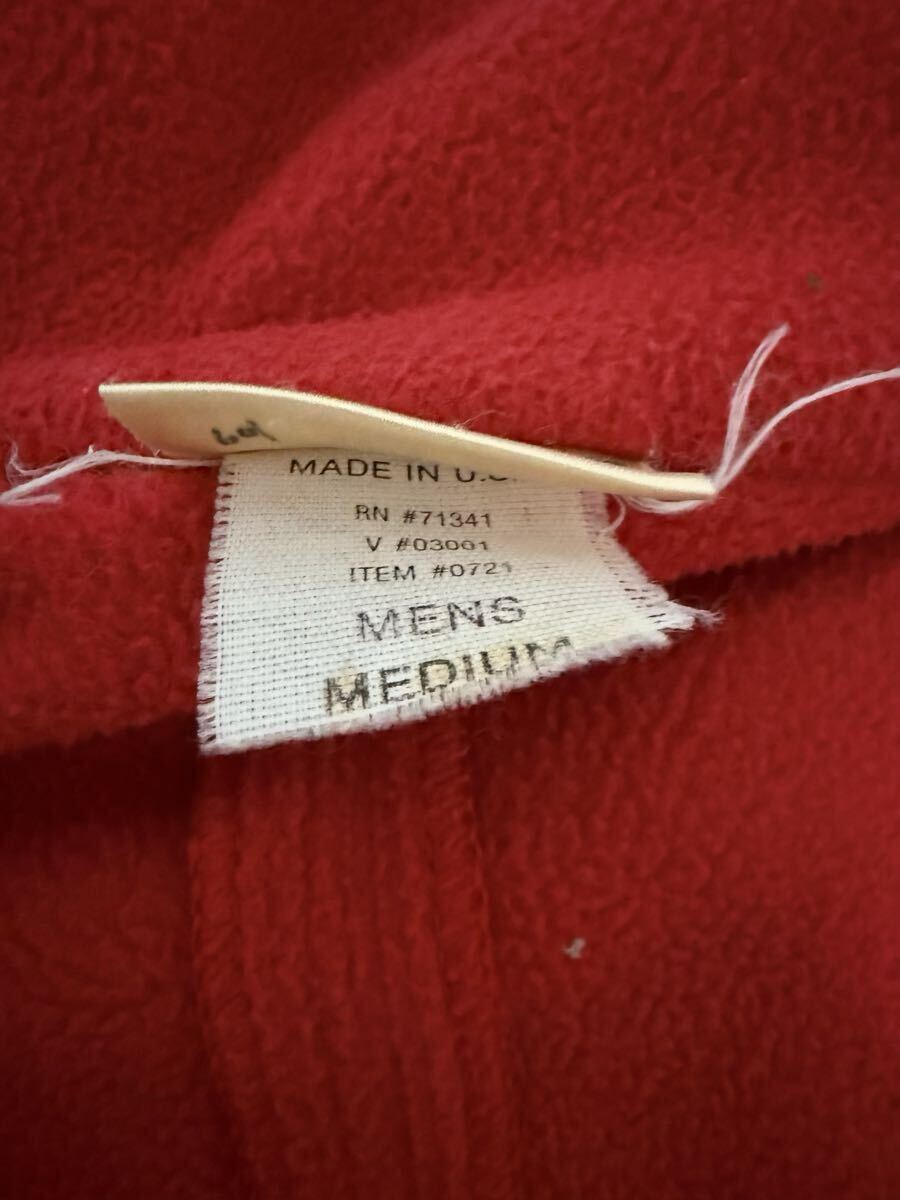 MADE IN U.S.
RN #71341
V #03001
ITEM #0721
MENS
MEDIUM